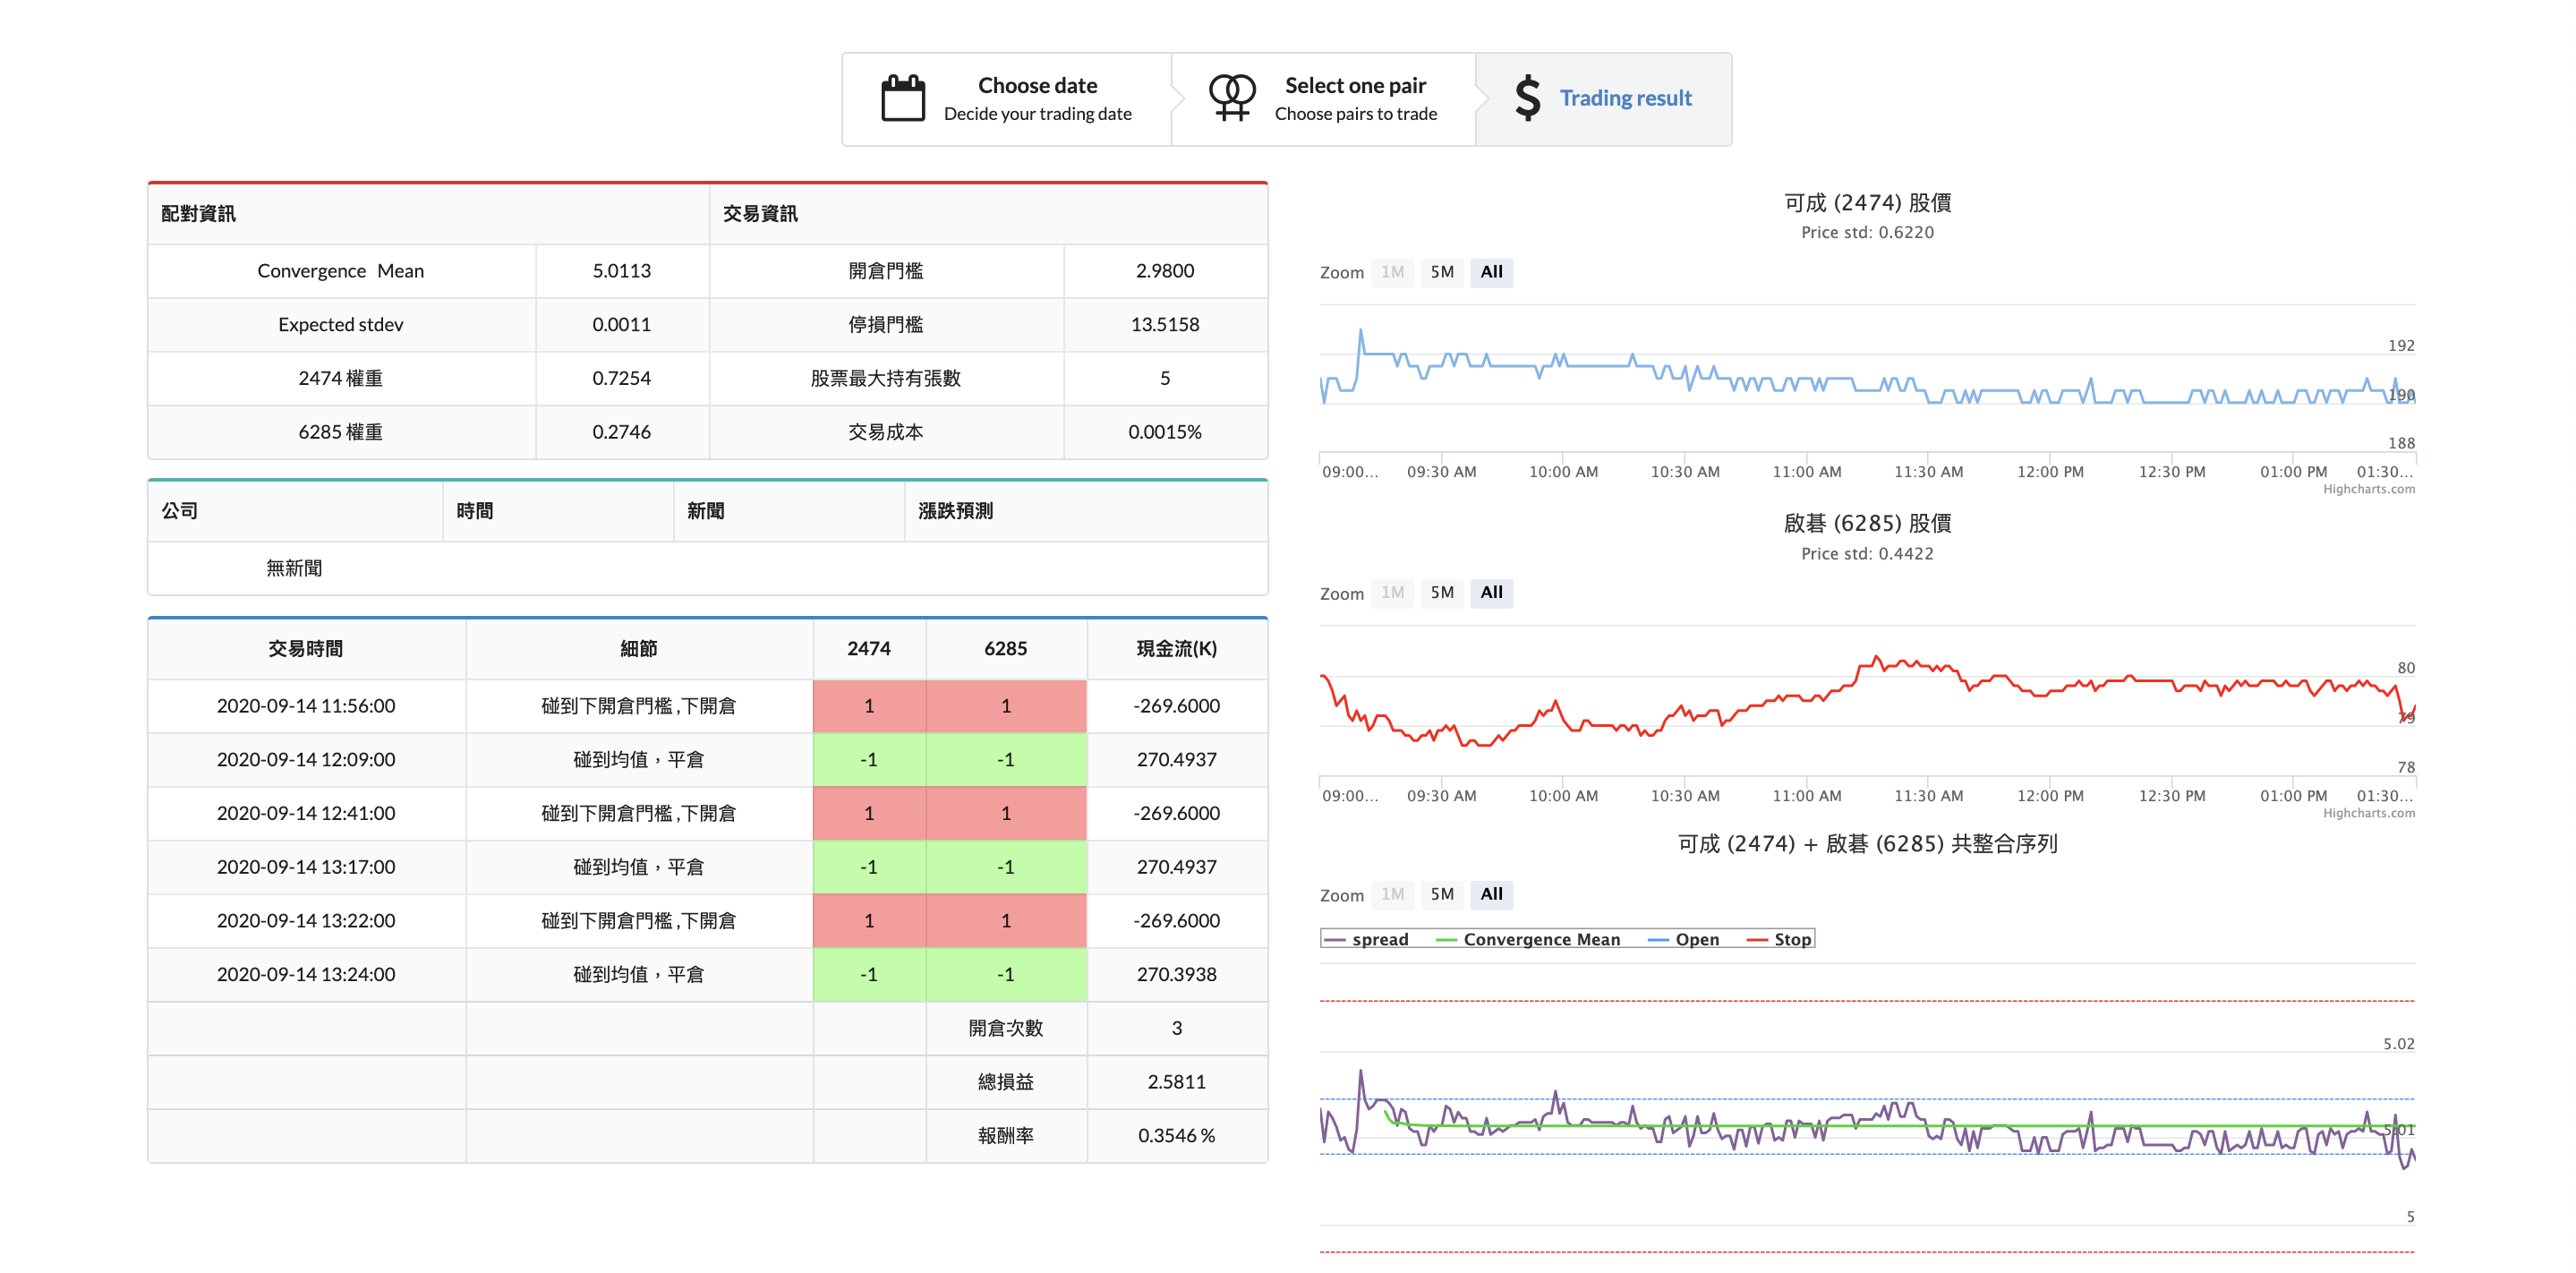 Choose date
Decide your trading date
Select one pair
Choose pairs to trade
Trading result
配對資訊 交易資訊
Convergence Mean 5.0113 開倉門檻 2.9800
Expected stdev 0.0011 停損門檻 13.5158
2474 權重 0.7254 股票最大持有張數 5
6285 權重 0.2746 交易成本 0.0015%
公司 時間 新聞 漲跌預測
無新聞
交易時間 細節 2474 6285 現金流(K)
2020-09-14 11:56:00 碰到下開倉門檻,下開倉 1 1 -269.6000
2020-09-14 12:09:00 碰到均值，平倉 -1 -1 270.4937
2020-09-14 12:41:00 碰到下開倉門檻,下開倉 1 1 -269.6000
2020-09-14 13:17:00 碰到均值，平倉 -1 -1 270.4937
2020-09-14 13:22:00 碰到下開倉門檻,下開倉 1 1 -269.6000
2020-09-14 13:24:00 碰到均值，平倉 -1 -1 270.3938
開倉次數 3
總損益 2.5811
報酬率 0.3546 %
可成 (2474) 股價
Price std: 0.6220
Zoom 1M 5M All
192
190
188
09:00... 09:30 AM 10:00 AM 10:30 AM 11:00 AM 11:30 AM 12:00 PM 12:30 PM 01:00 PM 01:30...
Highcharts.com
啟碁 (6285) 股價
Price std: 0.4422
Zoom 1M 5M All
80
79
78
09:00... 09:30 AM 10:00 AM 10:30 AM 11:00 AM 11:30 AM 12:00 PM 12:30 PM 01:00 PM 01:30...
Highcharts.com
可成 (2474) + 啟碁 (6285) 共整合序列
Zoom 1M 5M All
spread Convergence Mean Open Stop
5.02
5.01
5